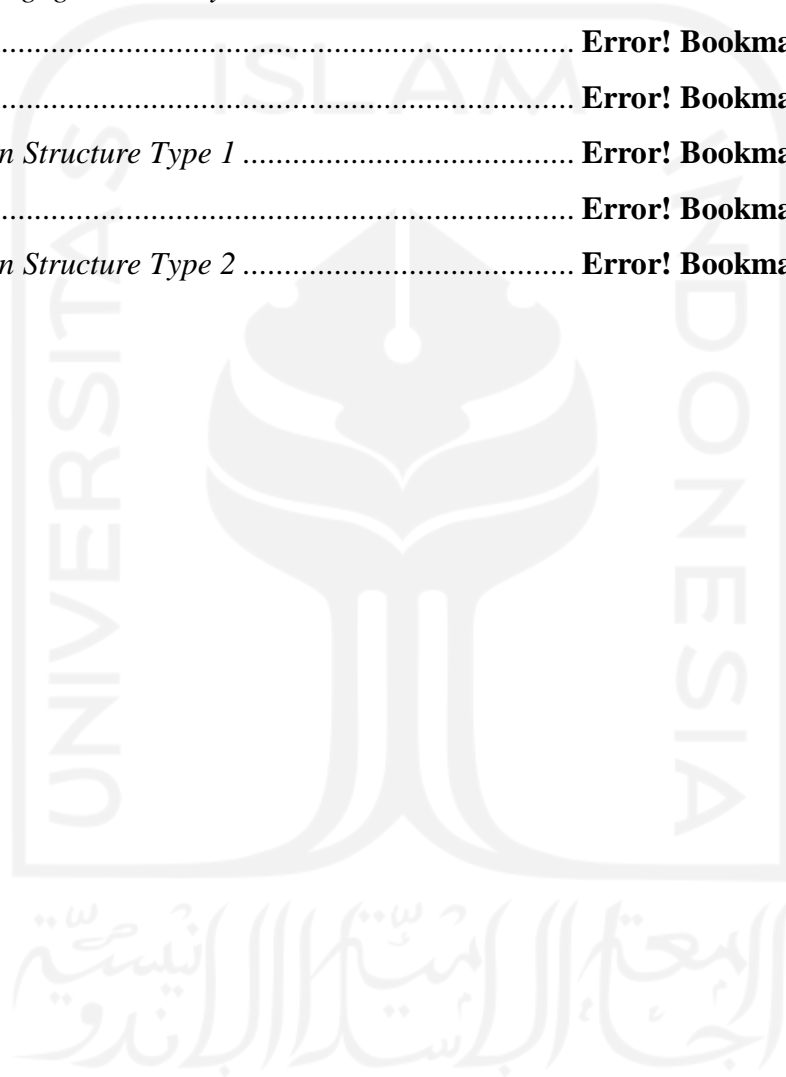 ................................................................ Error! Bookma
................................................................ Error! Bookma
n Structure Type 1 ........................................ Error! Bookma
................................................................ Error! Bookma
n Structure Type 2 ........................................ Error! Bookma
ISLAM
UNIVERSITAS
INDONESIA